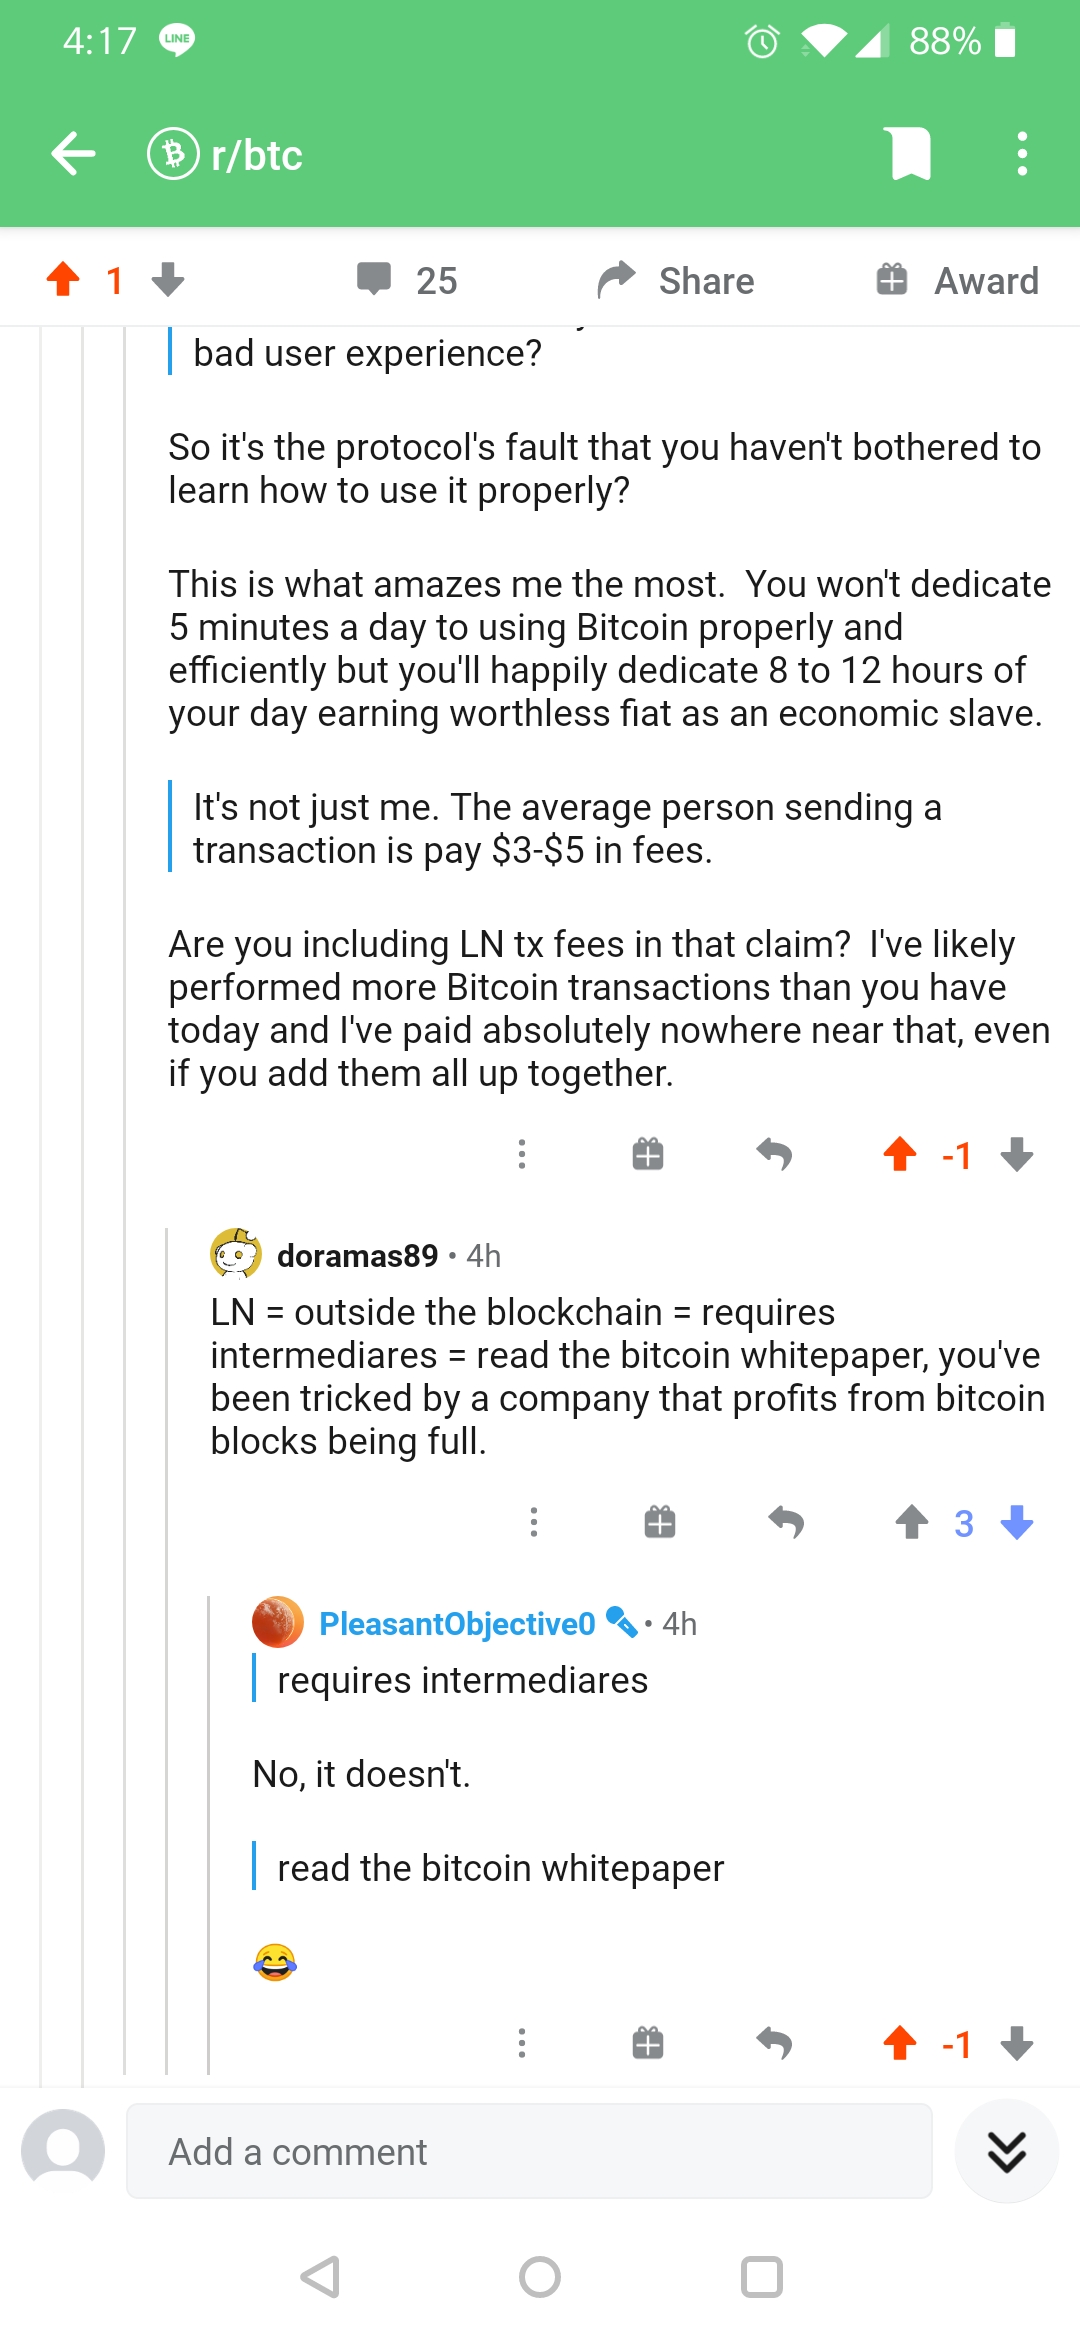 4:17 LINE 88%
r/btc
1 25 Share Award
bad user experience?
So it's the protocol's fault that you haven't bothered to
learn how to use it properly?
This is what amazes me the most. You won't dedicate
5 minutes a day to using Bitcoin properly and
efficiently but you'll happily dedicate 8 to 12 hours of
your day earning worthless fiat as an economic slave.
It's not just me. The average person sending a
transaction is pay $3-$5 in fees.
Are you including LN tx fees in that claim? I've likely
performed more Bitcoin transactions than you have
today and I've paid absolutely nowhere near that, even
if you add them all up together.
-1
doramas89 • 4h
LN = outside the blockchain = requires
intermediares = read the bitcoin whitepaper, you've
been tricked by a company that profits from bitcoin
blocks being full.
3
PleasantObjective0 • 4h
requires intermediares
No, it doesn't.
read the bitcoin whitepaper
😂
-1
Add a comment